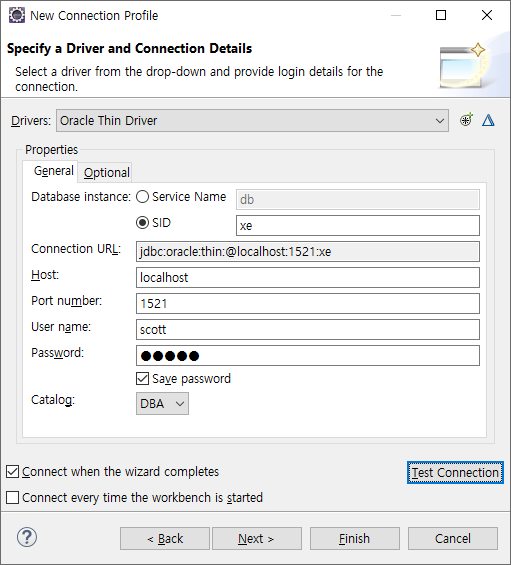 New Connection Profile
Specify a Driver and Connection Details
Select a driver from the drop-down and provide login details for the
connection.
Drivers: Oracle Thin Driver
Properties
General Optional
Database instance: Service Name db
SID xe
Connection URL: jdbc:oracle:thin:@localhost:1521:xe
Host: localhost
Port number: 1521
User name: scott
Password: ●●●●●
Save password
Catalog: DBA
Connect when the wizard completes
Test Connection
Connect every time the workbench is started
? < Back Next > Finish Cancel